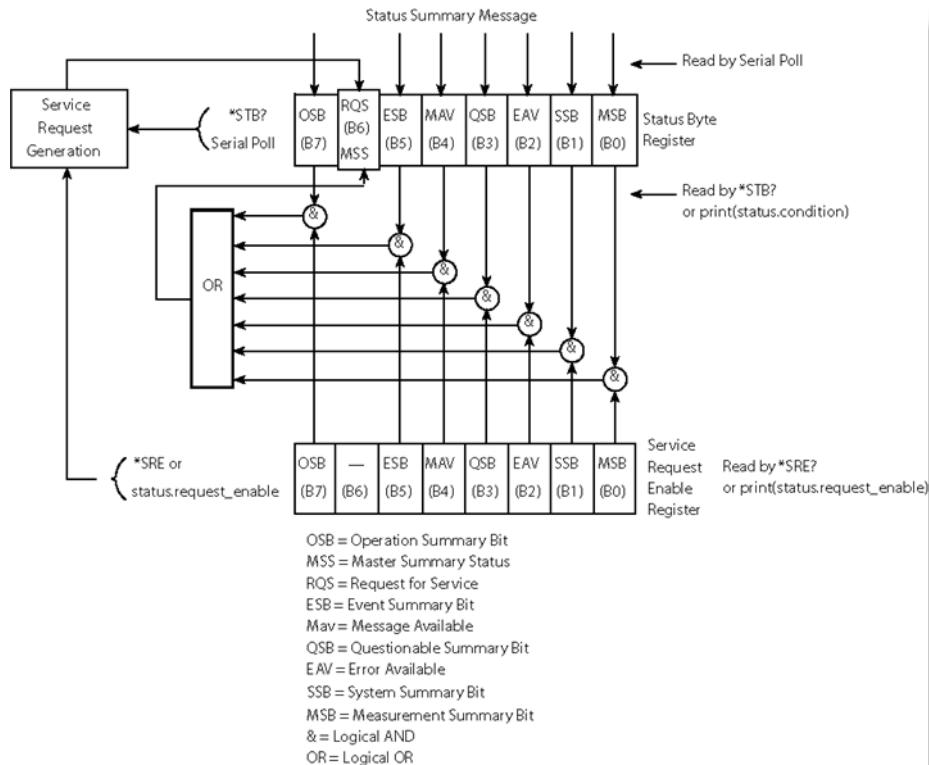 Status Summary Message
Read by Serial Poll
Service
Request
Generation
*STB?
Serial Poll
OSB
(B7)
RQS
(B6)
MSS
ESB
(B5)
MAV
(B4)
QSB
(B3)
EAV
(B2)
SSB
(B1)
MSB
(B0)
Status Byte
Register
Read by *STB?
or print(status.condition)
&
&
&
&
&
&
&
OR
*SRE or
status.request_enable
OSB
(B7)
—
(B6)
ESB
(B5)
MAV
(B4)
QSB
(B3)
EAV
(B2)
SSB
(B1)
MSB
(B0)
Service
Request
Enable
Register
Read by *SRE?
or print(status.request_enable)
OSB = Operation Summary Bit
MSS = Master Summary Status
RQS = Request for Service
ESB = Event Summary Bit
Mav = Message Available
QSB = Questionable Summary Bit
EAV = Error Available
SSB = System Summary Bit
MSB = Measurement Summary Bit
& = Logical AND
OR = Logical OR